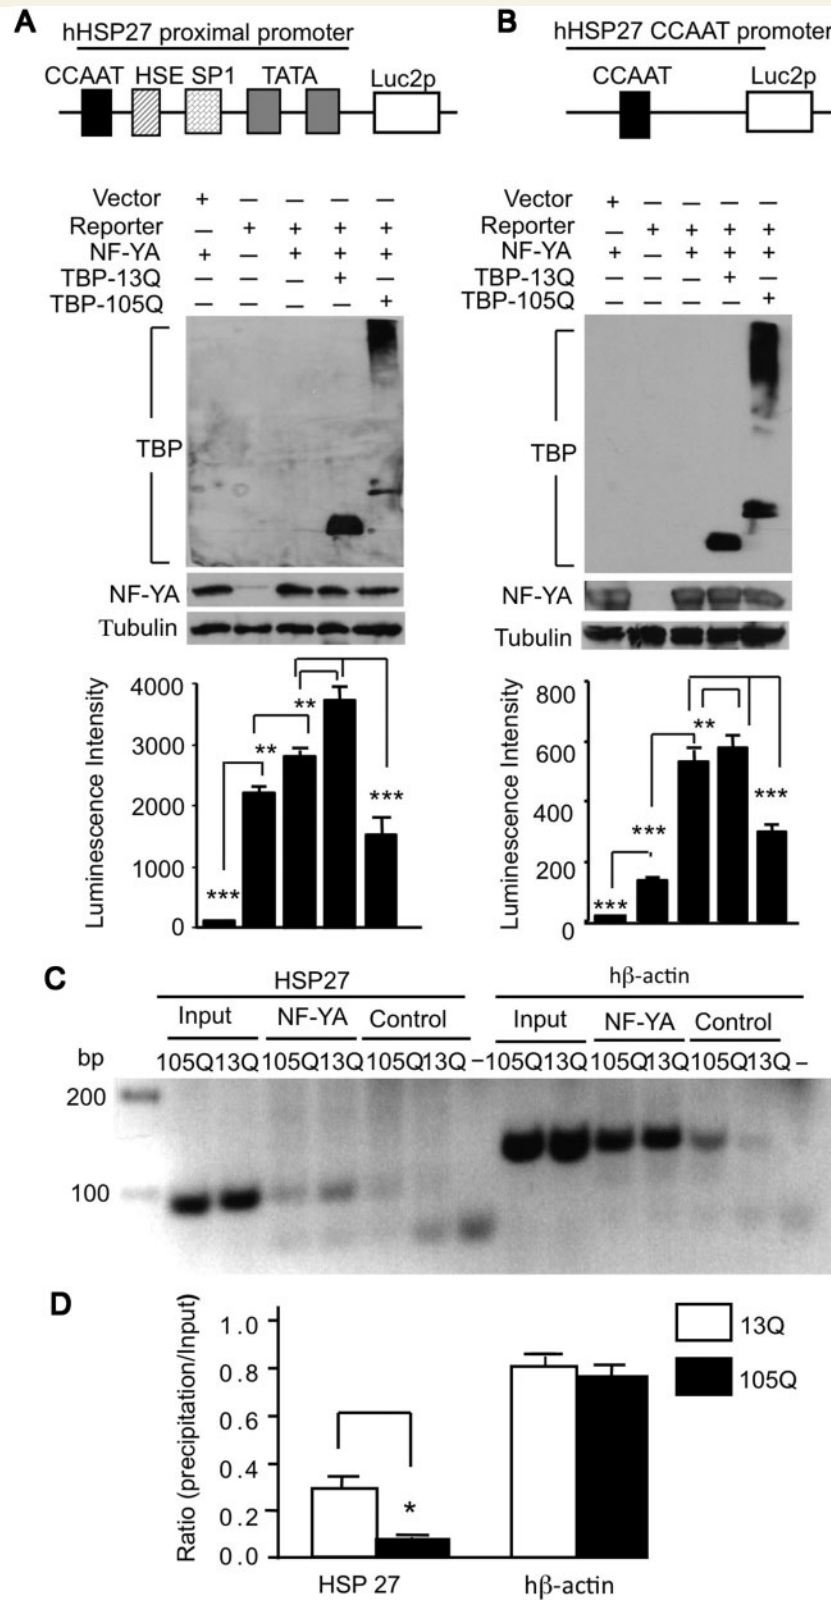 A
hHSP27 proximal promoter
CCAAT HSE SP1 TATA
Luc2p
Vector + — — — —
Reporter — + + + +
NF-YA + — + + +
TBP-13Q — — — + —
TBP-105Q — — — — +
TBP
NF-YA
Tubulin
Luminescence Intensity
4000
3000
2000
1000
0
***
**
**
***
B
hHSP27 CCAAT promoter
CCAAT
Luc2p
Vector + — — — —
Reporter — + + + +
NF-YA + — + + +
TBP-13Q — — — + —
TBP-105Q — — — — +
TBP
NF-YA
Tubulin
Luminescence Intensity
800
600
400
200
0
***
***
**
***
C
HSP27 hβ-actin
Input NF-YA Control Input NF-YA Control
bp 105Q 13Q 105Q 13Q 105Q 13Q – 105Q 13Q 105Q 13Q 105Q 13Q –
200
100
D
Ratio (precipitation/Input)
1.0
0.8
0.6
0.4
0.2
0.0
*
HSP 27 hβ-actin
13Q
105Q